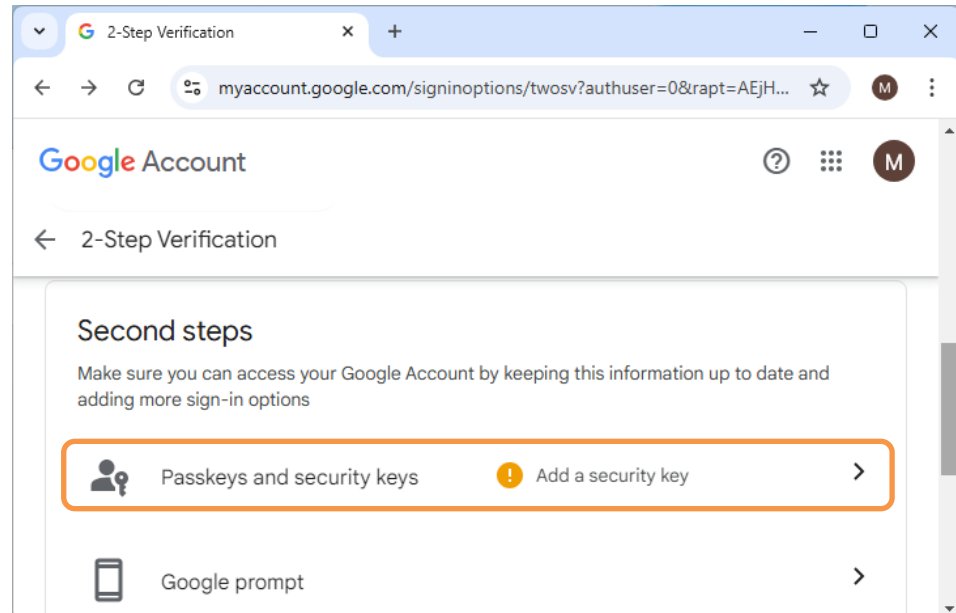 G 2-Step Verification
myaccount.google.com/signinoptions/twosv?authuser=0&rapt=AEjH...
M
Google Account
M
2-Step Verification
Second steps
Make sure you can access your Google Account by keeping this information up to date and
adding more sign-in options
Passkeys and security keys ! Add a security key
Google prompt